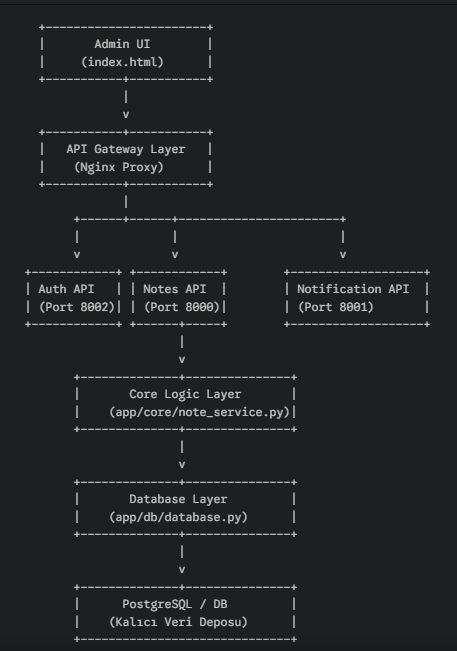 Admin UI
(index.html)
API Gateway Layer
(Nginx Proxy)
Auth API
(Port 8002)
Notes API
(Port 8000)
Notification API
(Port 8001)
Core Logic Layer
(app/core/note_service.py)
Database Layer
(app/db/database.py)
PostgreSQL / DB
(Kalıcı Veri Deposu)